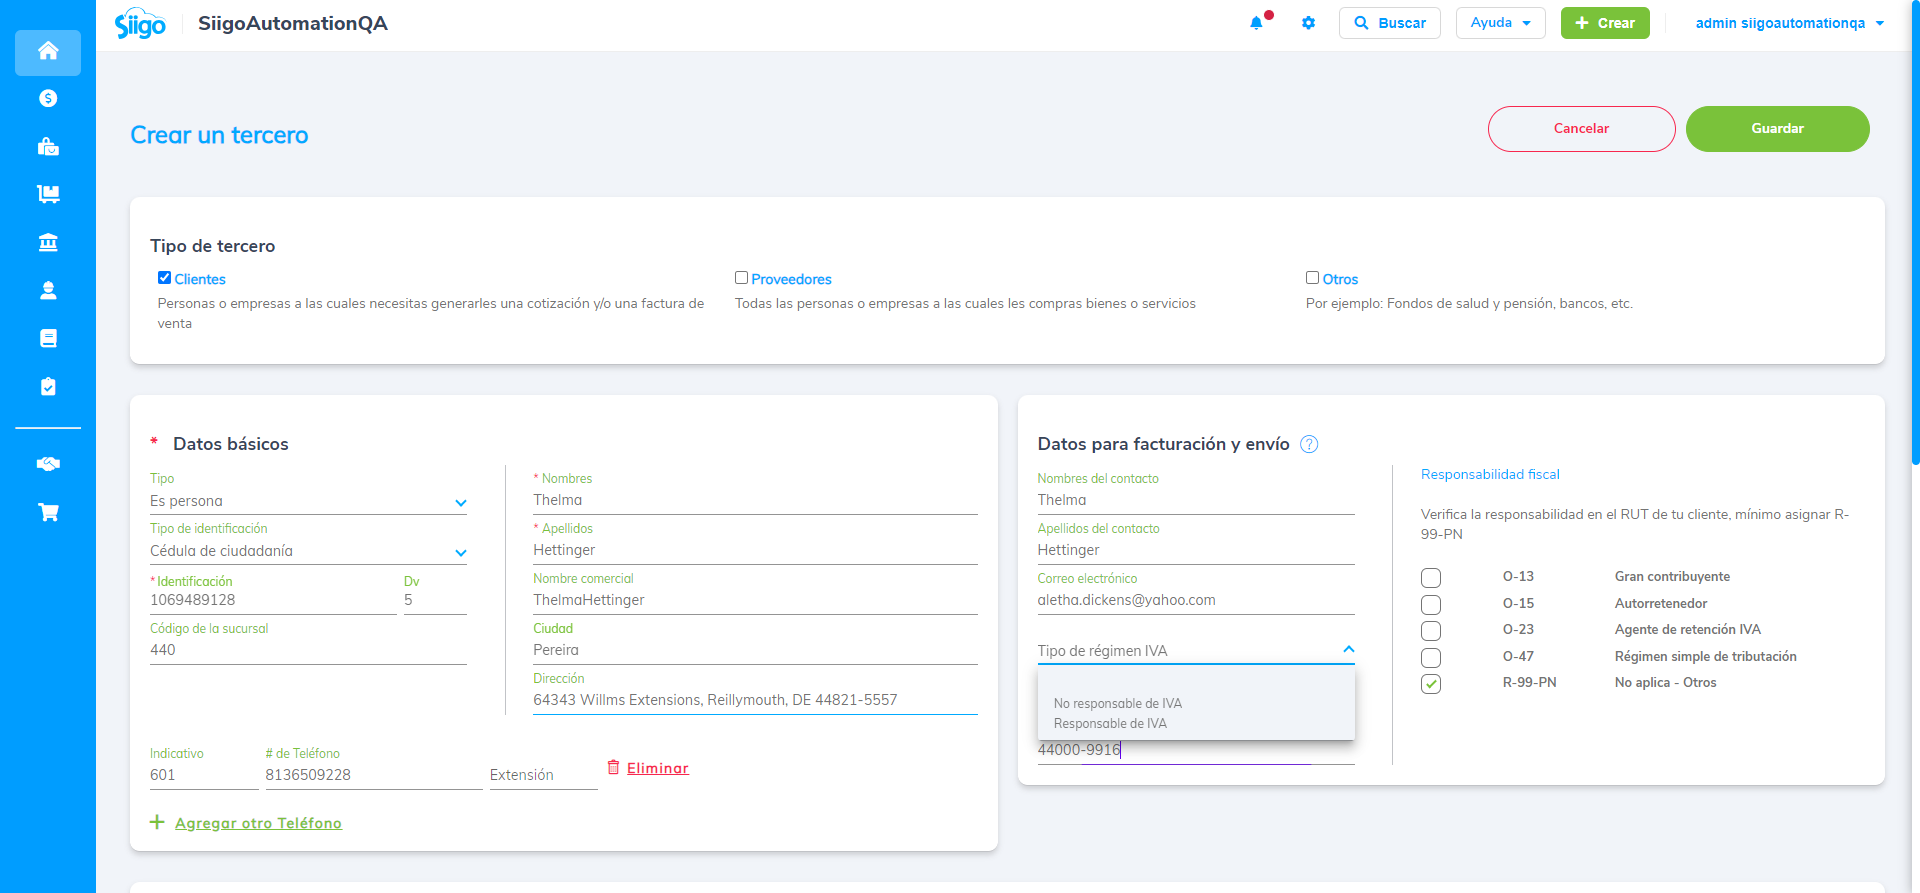 Siigo
SiigoAutomationQA
Buscar
Ayuda
Crear
admin siigoautomationqa
Crear un tercero
Cancelar
Guardar
Tipo de tercero
Clientes
Personas o empresas a las cuales necesitas generarles una cotización y/o una factura de
venta
Proveedores
Todas las personas o empresas a las cuales les compras bienes o servicios
Otros
Por ejemplo: Fondos de salud y pensión, bancos, etc.
* Datos básicos
Tipo
Es persona
Tipo de identificación
Cédula de ciudadanía
*Identificación
1069489128
Dv
5
Código de la sucursal
440
* Nombres
Thelma
* Apellidos
Hettinger
Nombre comercial
ThelmaHettinger
Ciudad
Pereira
Dirección
64343 Willms Extensions, Reillymouth, DE 44821-5557
Indicativo
601
# de Teléfono
8136509228
Extensión
Eliminar
Agregar otro Teléfono
Datos para facturación y envío ?
Nombres del contacto
Thelma
Apellidos del contacto
Hettinger
Correo electrónico
aletha.dickens@yahoo.com
Tipo de régimen IVA
No responsable de IVA
Responsable de IVA
44000-9916
Responsabilidad fiscal
Verifica la responsabilidad en el RUT de tu cliente, mínimo asignar R-
99-PN
O-13 Gran contribuyente
O-15 Autorretenedor
O-23 Agente de retención IVA
O-47 Régimen simple de tributación
R-99-PN No aplica - Otros